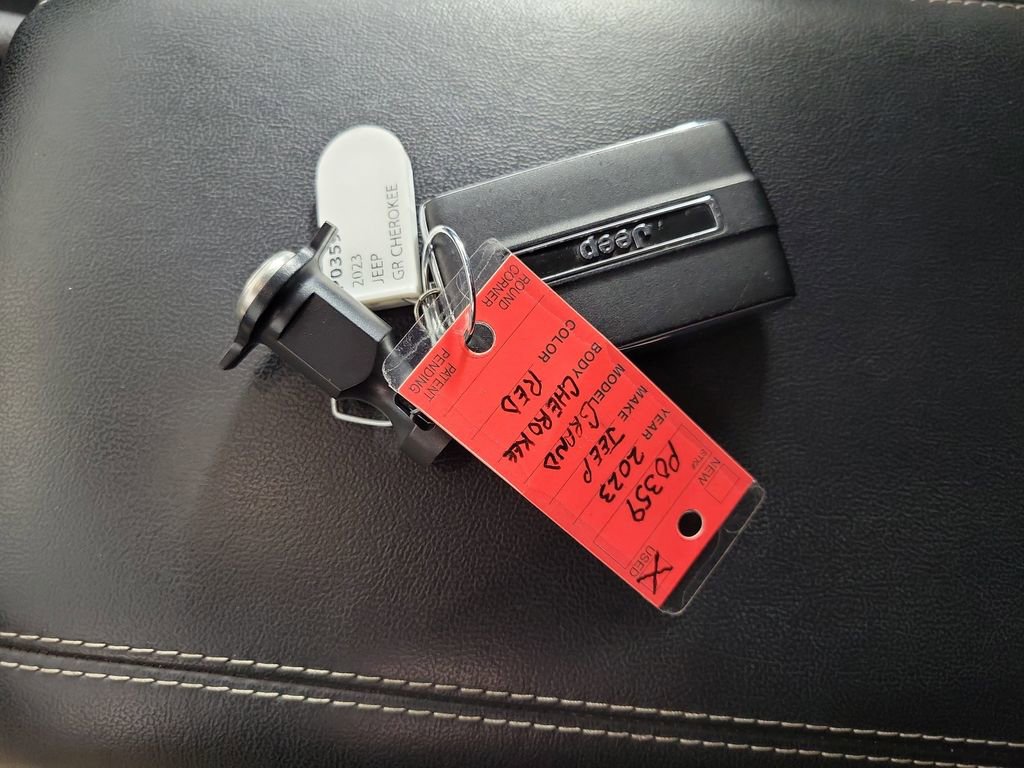 P0359
2023
JEEP
GR CHEROKEE
Jeep
NEW
USED X
STK# P0359
YEAR 2023
MAKE JEEP
MODEL GRAND
BODY CHEROKEE
COLOR RED
ROUND CORNER
PATENT PENDING